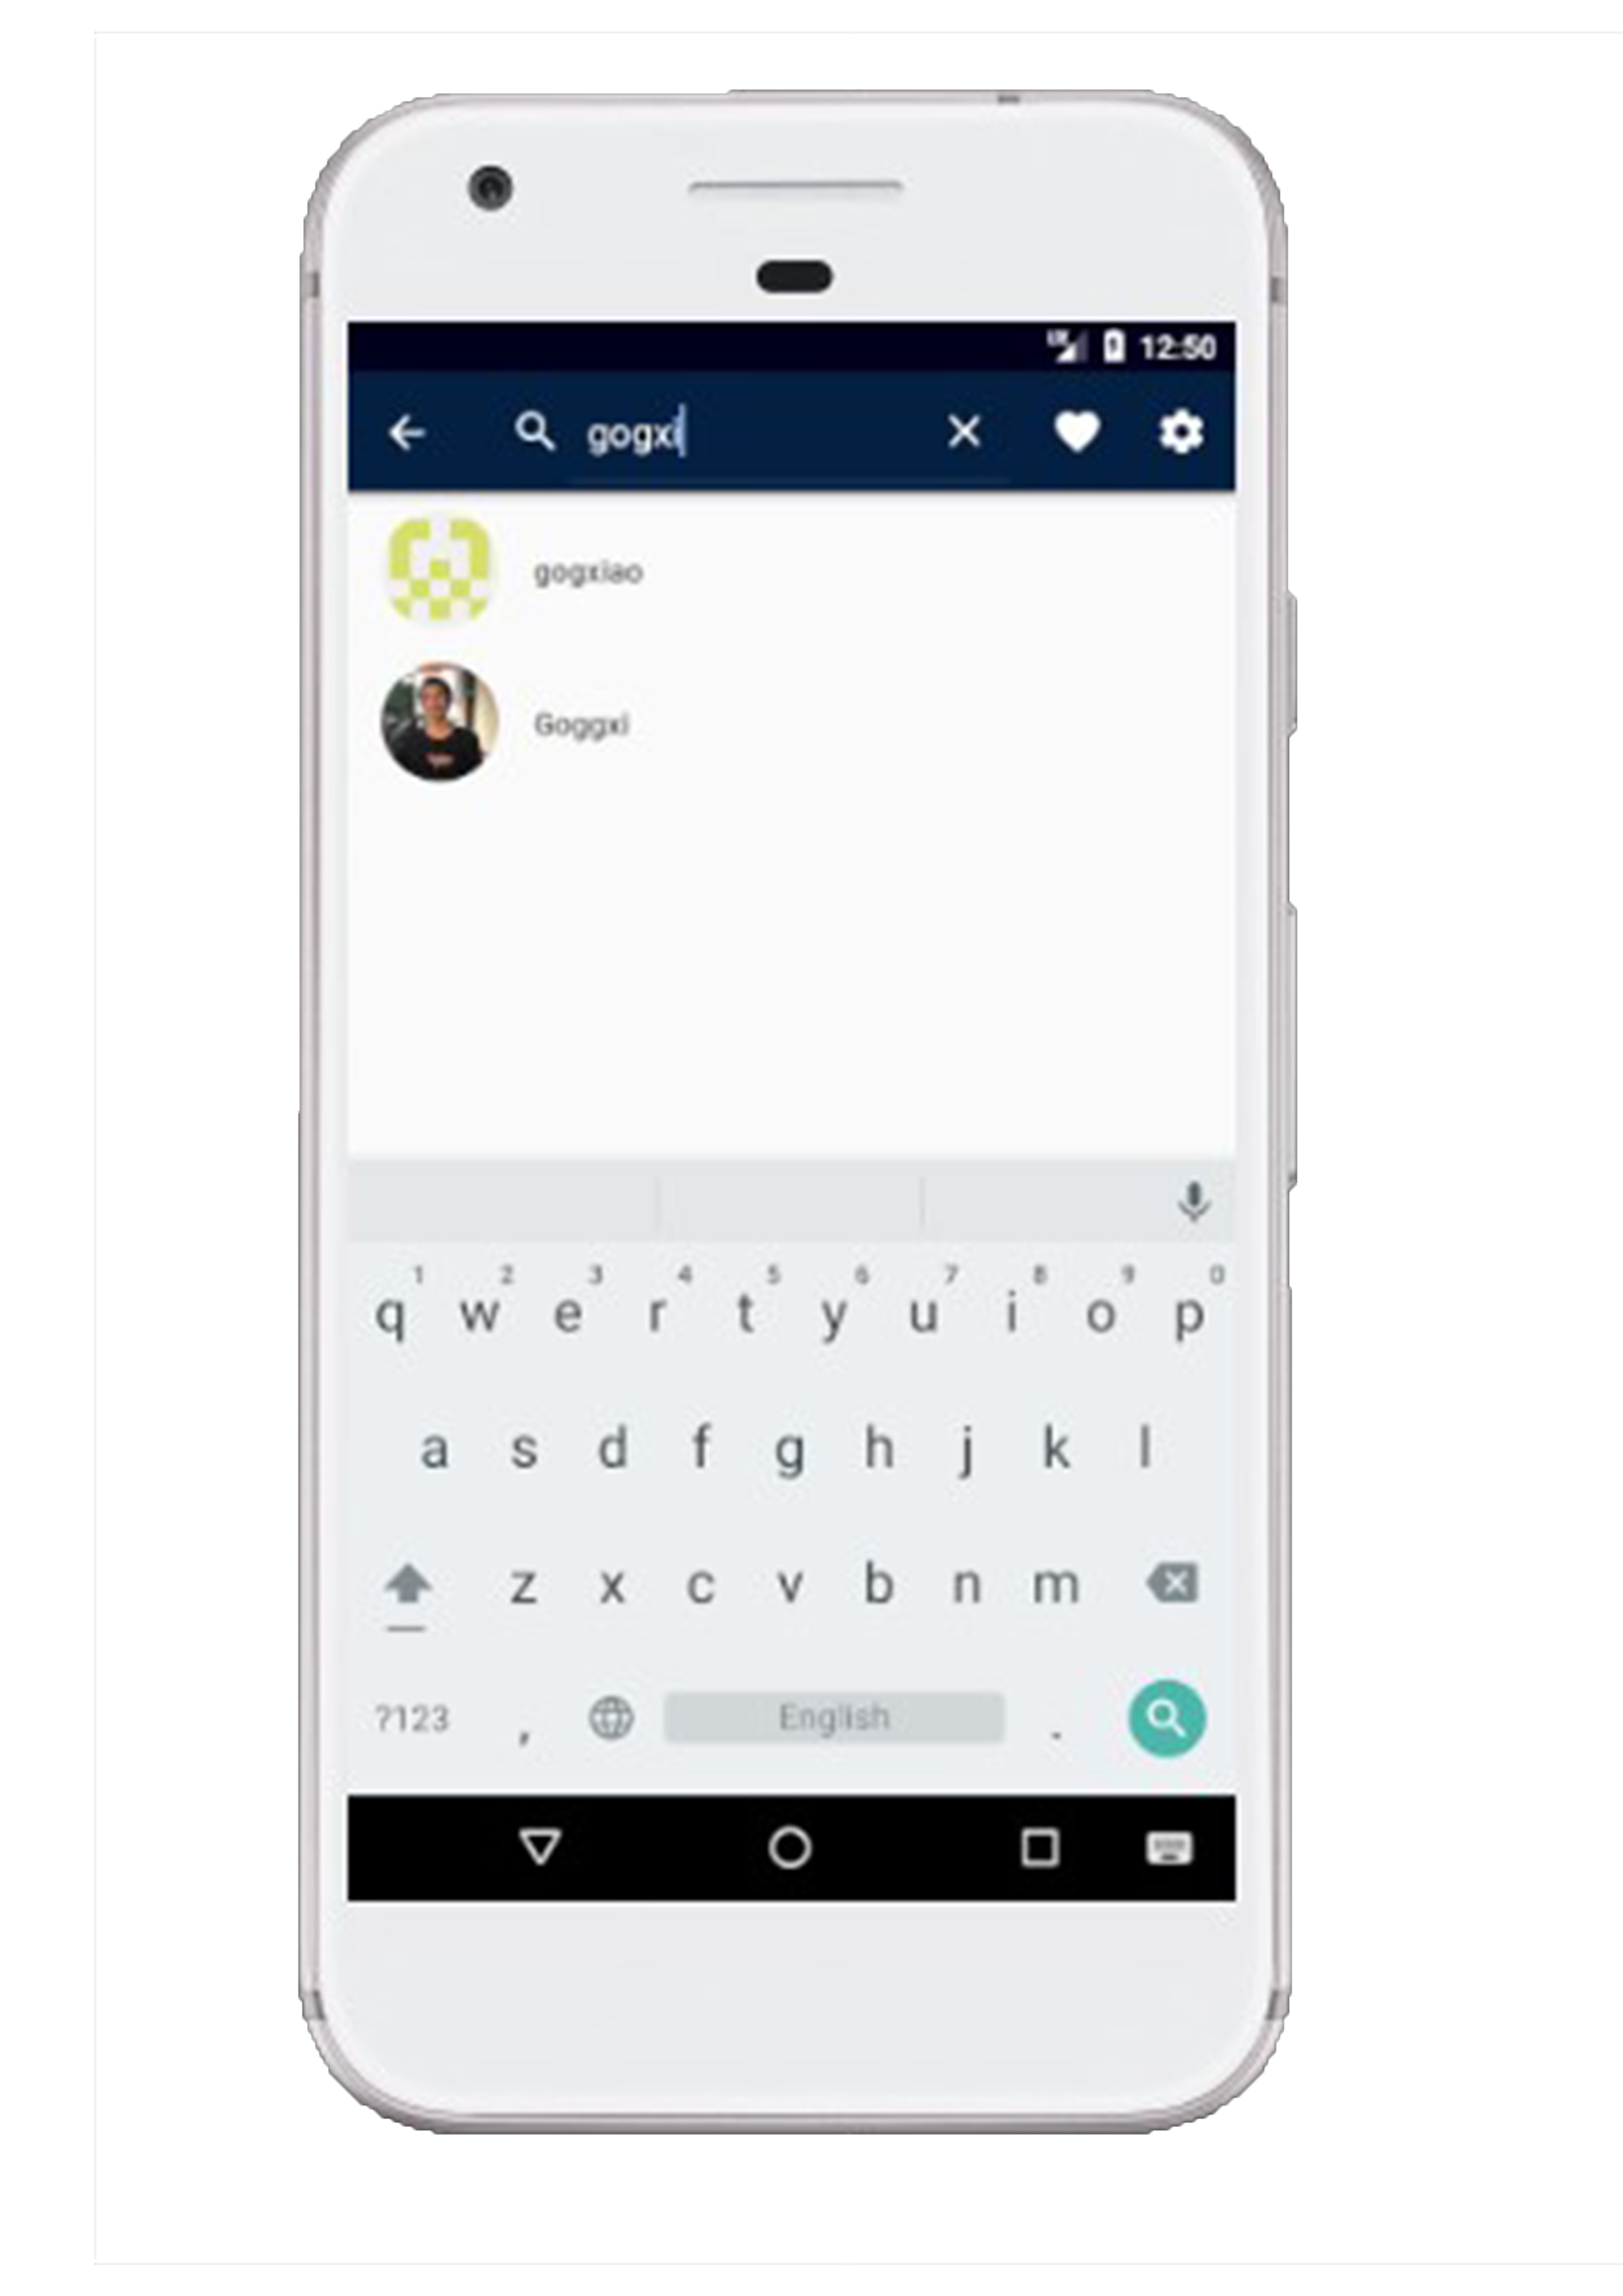 12:50
gogxi
gogxiao
Goggxi
1 2 3 4 5 6 7 8 9 0
q w e r t y u i o p
a s d f g h j k l
z x c v b n m
?123 , English .